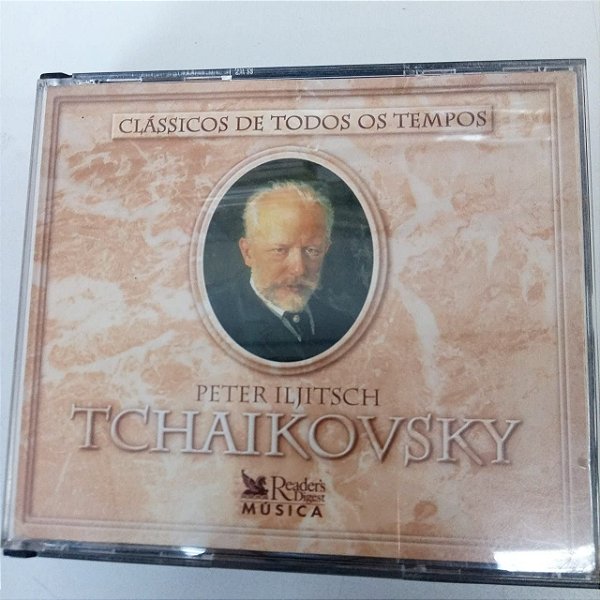 CLÁSSICOS DE TODOS OS TEMPOS
PETER ILJITSCH
TCHAIKOVSKY
Reader's
Digest
MÚSICA